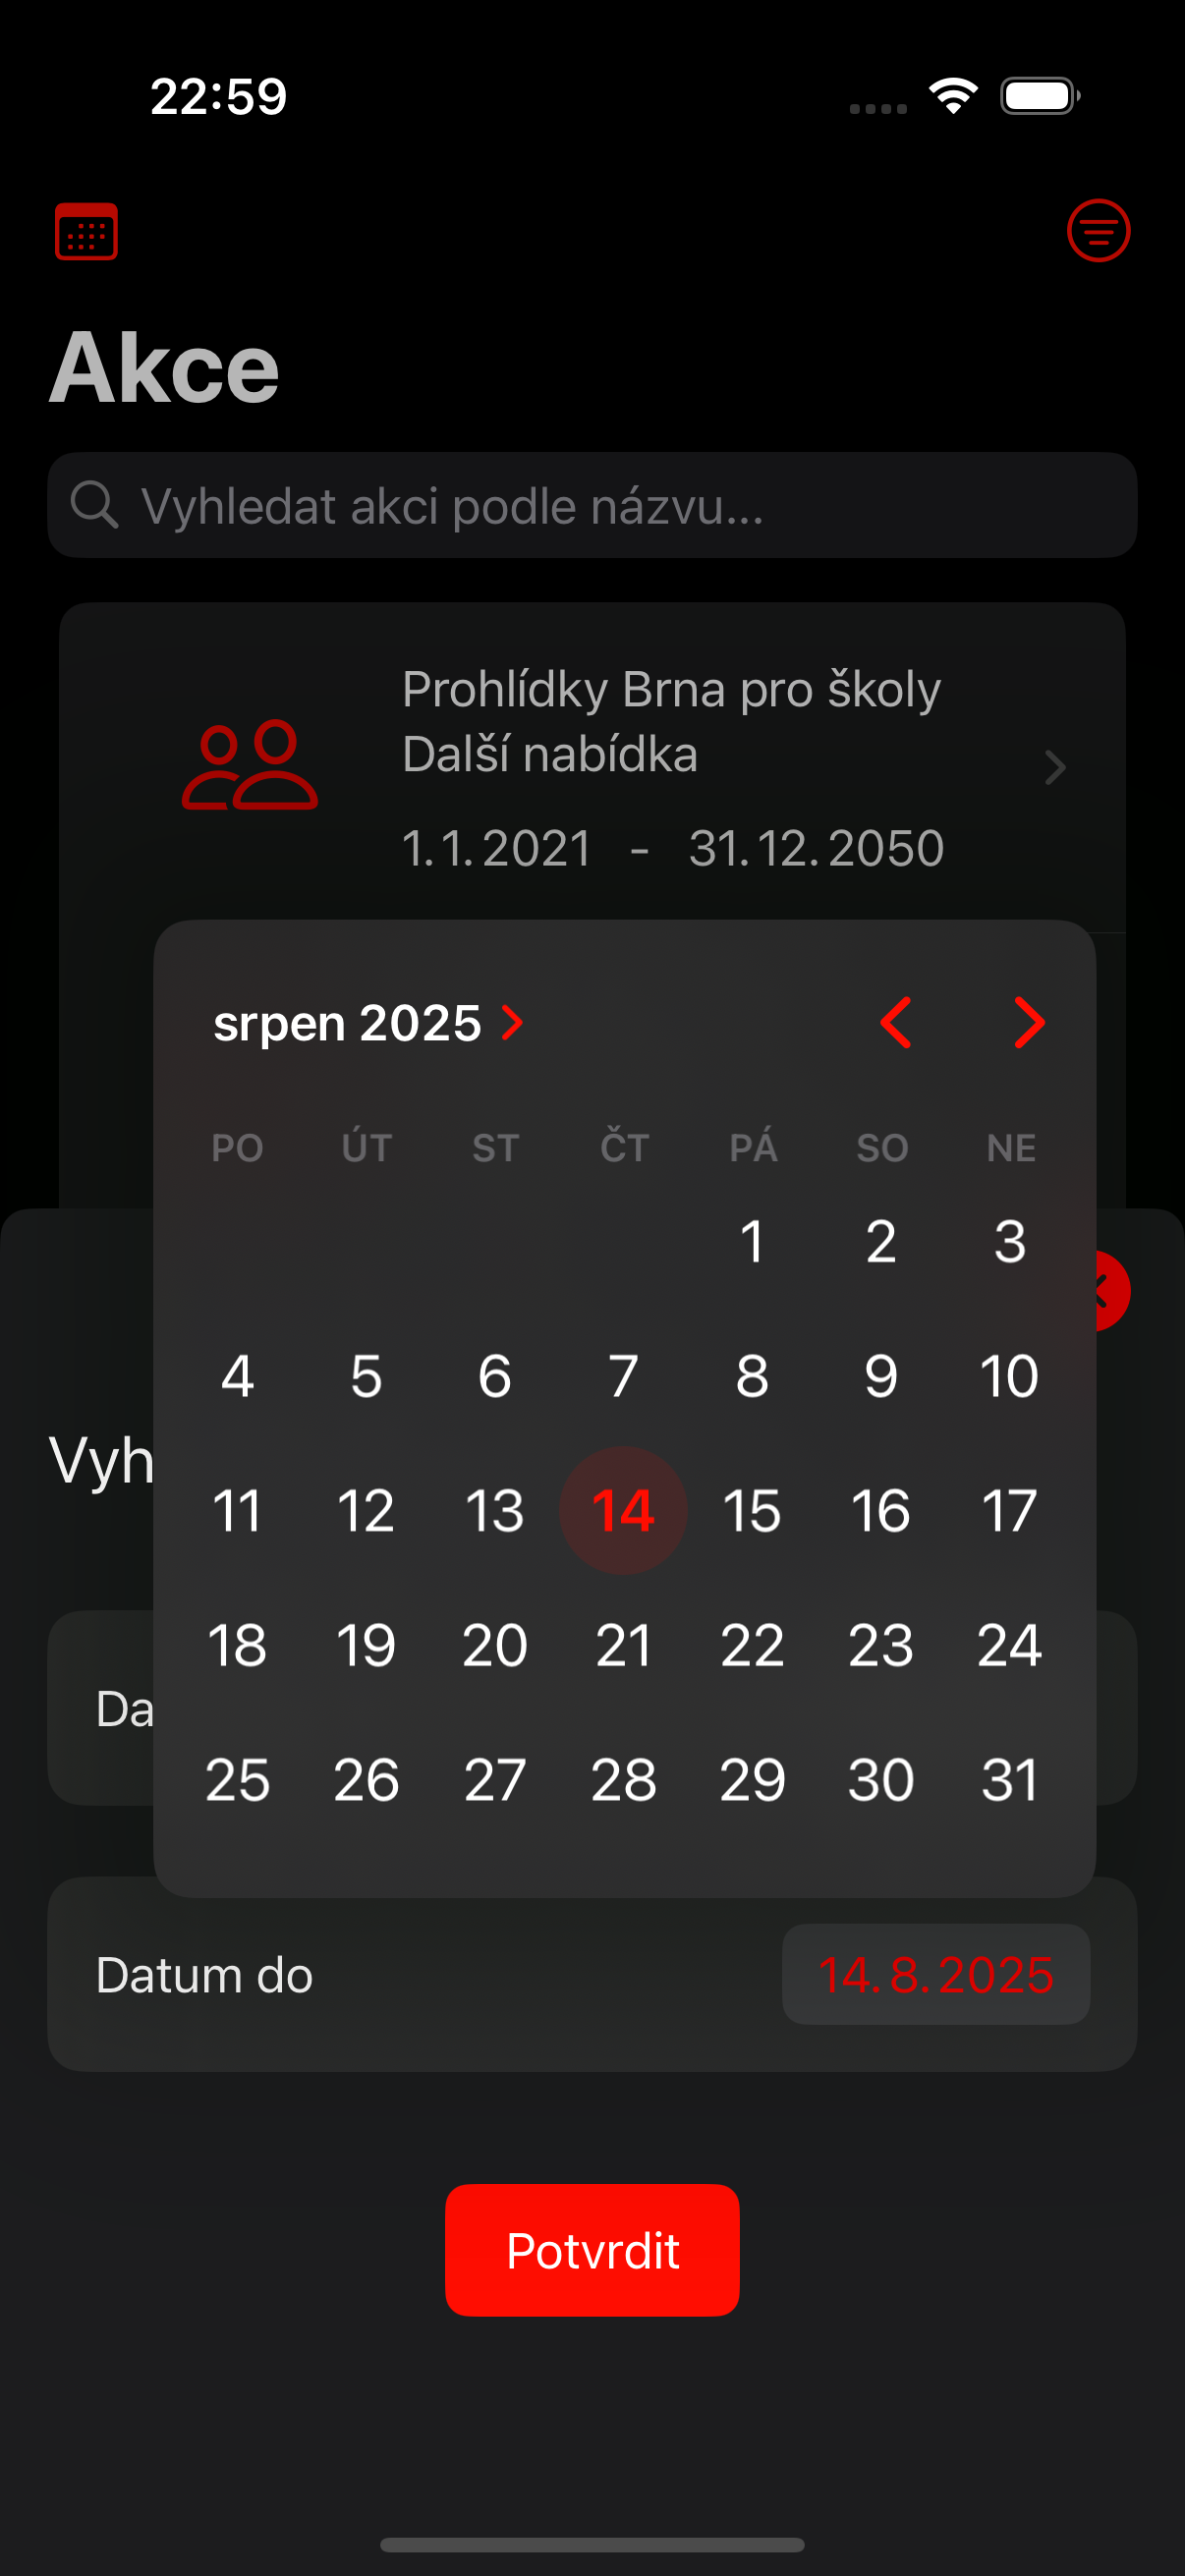 22:59
Akce
Vyhledat akci podle názvu...
Prohlídky Brna pro školy
Další nabídka
1. 1. 2021 - 31. 12. 2050
srpen 2025
PO ÚT ST ČT PÁ SO NE
1 2 3
4 5 6 7 8 9 10
11 12 13 14 15 16 17
18 19 20 21 22 23 24
25 26 27 28 29 30 31
Vyh
Da
Datum do 14. 8. 2025
Potvrdit